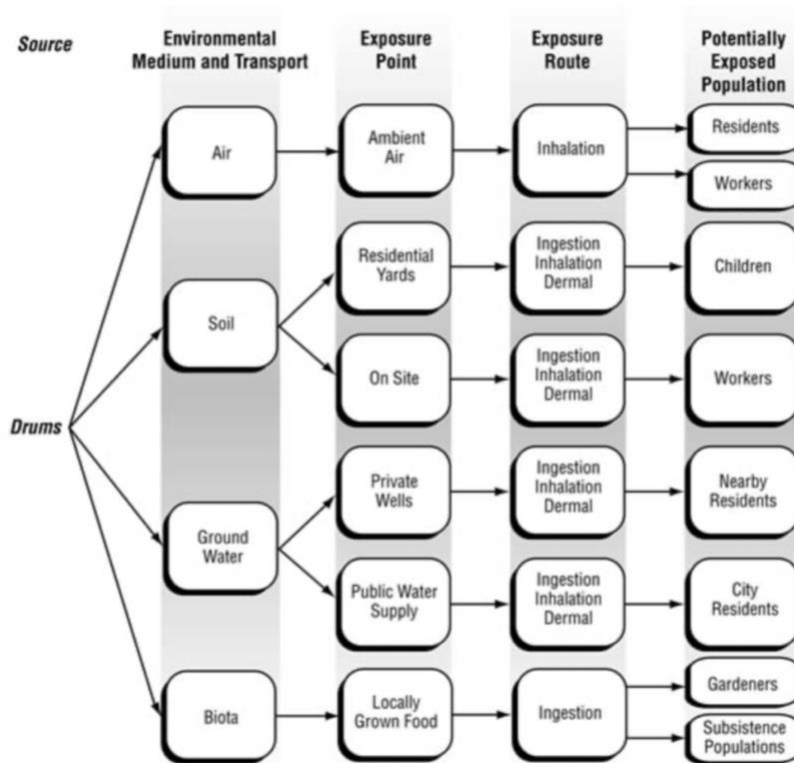 Source
Environmental
Medium and Transport
Exposure
Point
Exposure
Route
Potentially
Exposed
Population
Drums
Air
Ambient
Air
Inhalation
Residents
Workers
Soil
Residential
Yards
Ingestion
Inhalation
Dermal
Children
On Site
Ingestion
Inhalation
Dermal
Workers
Ground
Water
Private
Wells
Ingestion
Inhalation
Dermal
Nearby
Residents
Public Water
Supply
Ingestion
Inhalation
Dermal
City
Residents
Biota
Locally
Grown Food
Ingestion
Gardeners
Subsistence
Populations